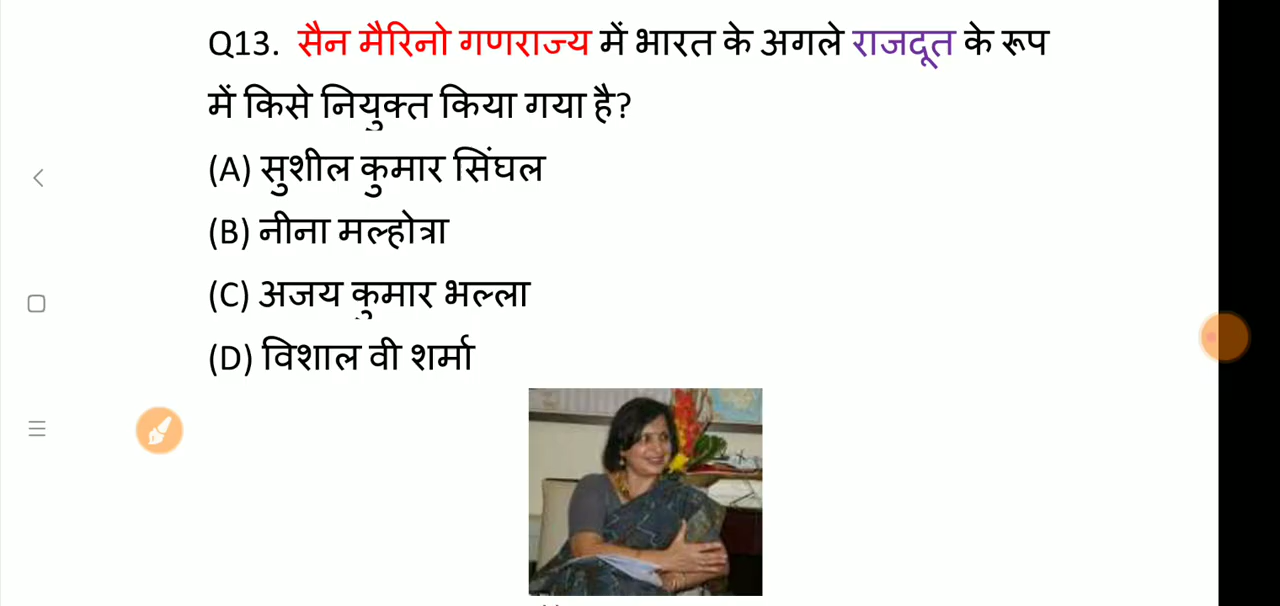 Q13. सैन मैरिनो गणराज्य में भारत के अगले राजदूत के रूप
में किसे नियुक्त किया गया है?
(A) सुशील कुमार सिंघल
(B) नीना मल्होत्रा
(C) अजय कुमार भल्ला
(D) विशाल वी शर्मा